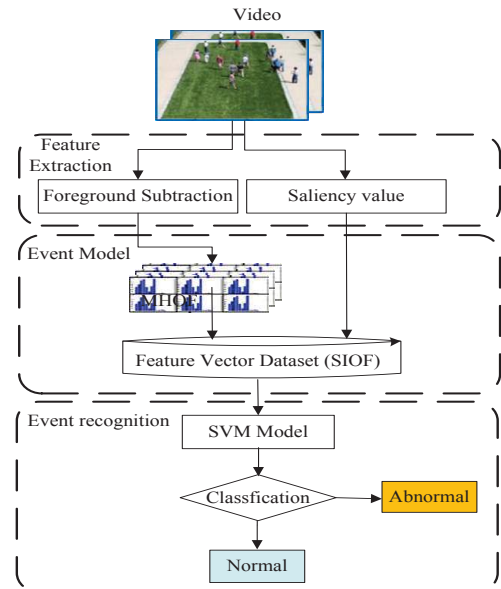 Video
Feature
Extraction
Foreground Subtraction
Saliency value
Event Model
MHOF
Feature Vector Dataset (SIOF)
Event recognition
SVM Model
Classfication
Abnormal
Normal